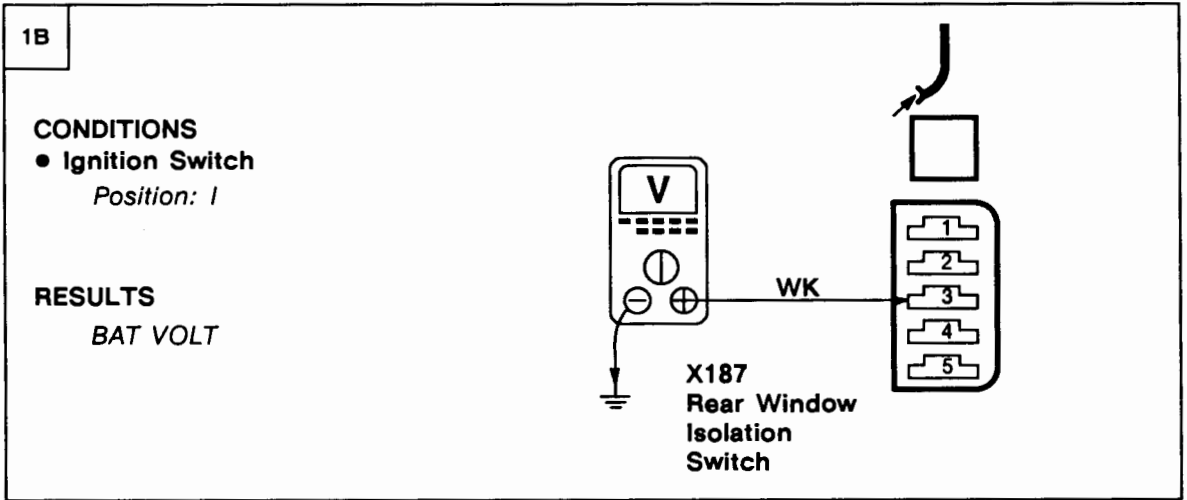 1B
CONDITIONS
● Ignition Switch
Position: I
RESULTS
BAT VOLT
V
WK
1
2
3
4
5
X187
Rear Window
Isolation
Switch